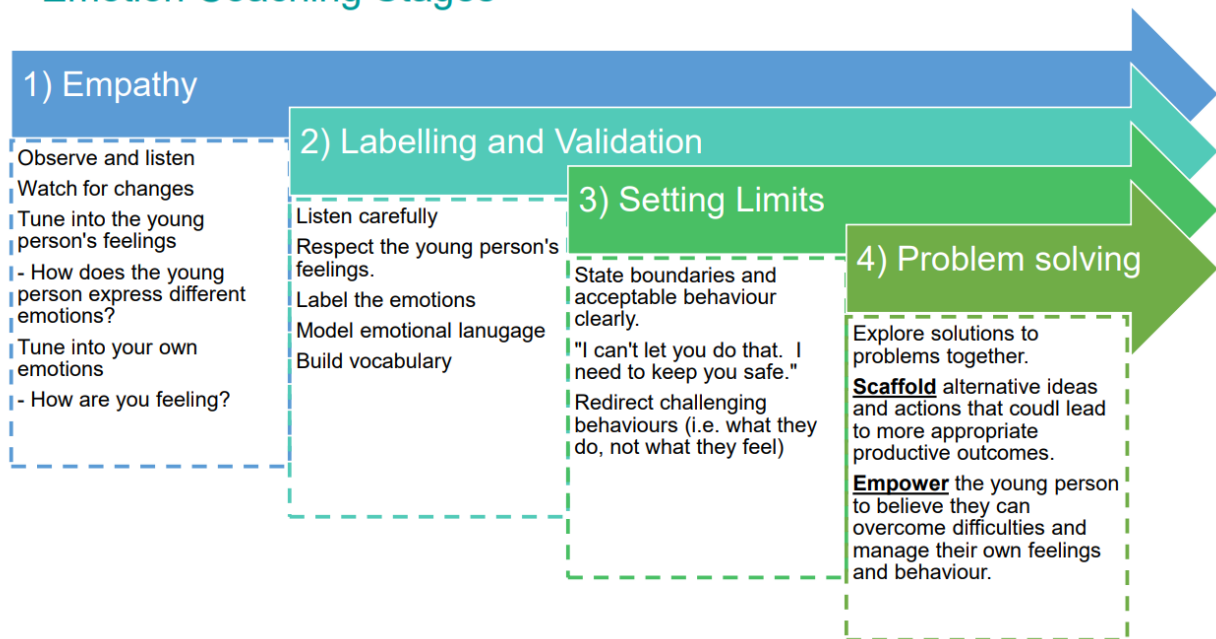 Emotion Coaching Stages
1) Empathy
Observe and listen
Watch for changes
Tune into the young
person's feelings
- How does the young
person express different
emotions?
Tune into your own
emotions
- How are you feeling?
2) Labelling and Validation
Listen carefully
Respect the young person's
feelings.
Label the emotions
Model emotional lanugage
Build vocabulary
3) Setting Limits
State boundaries and
acceptable behaviour
clearly.
"I can't let you do that.  I
need to keep you safe."
Redirect challenging
behaviours (i.e. what they
do, not what they feel)
4) Problem solving
Explore solutions to
problems together.
Scaffold alternative ideas
and actions that coudl lead
to more appropriate
productive outcomes.
Empower the young person
to believe they can
overcome difficulties and
manage their own feelings
and behaviour.